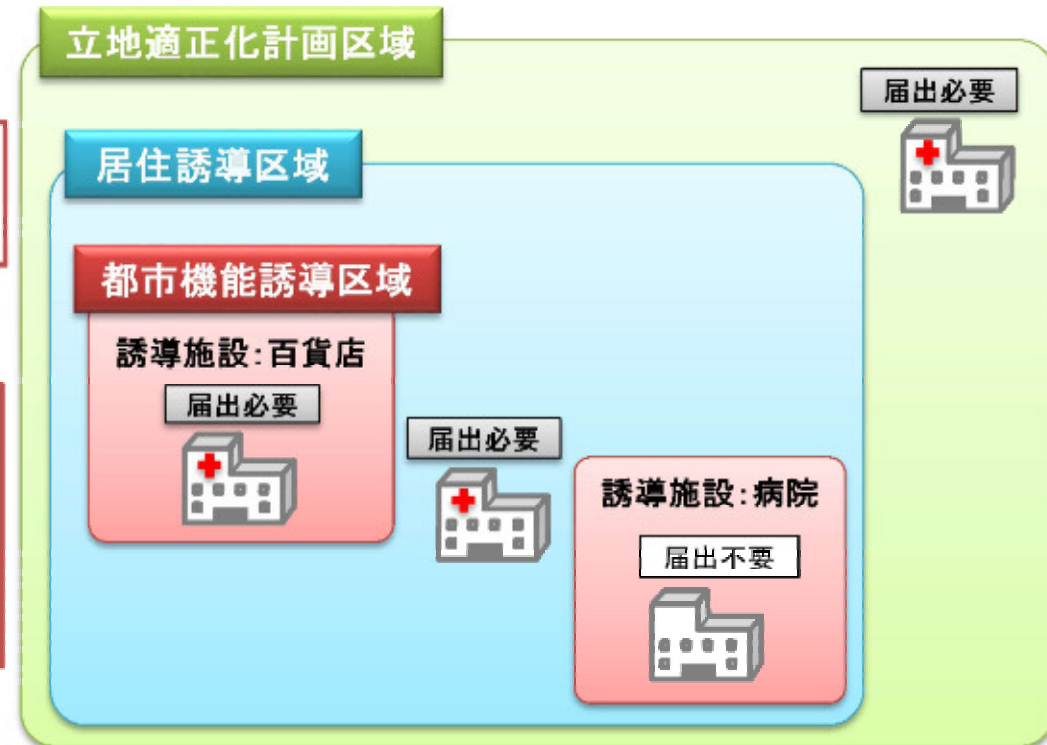 立地適正化計画区域
届出必要
居住誘導区域
都市機能誘導区域
誘導施設:百貨店
届出必要
届出必要
誘導施設:病院
届出不要